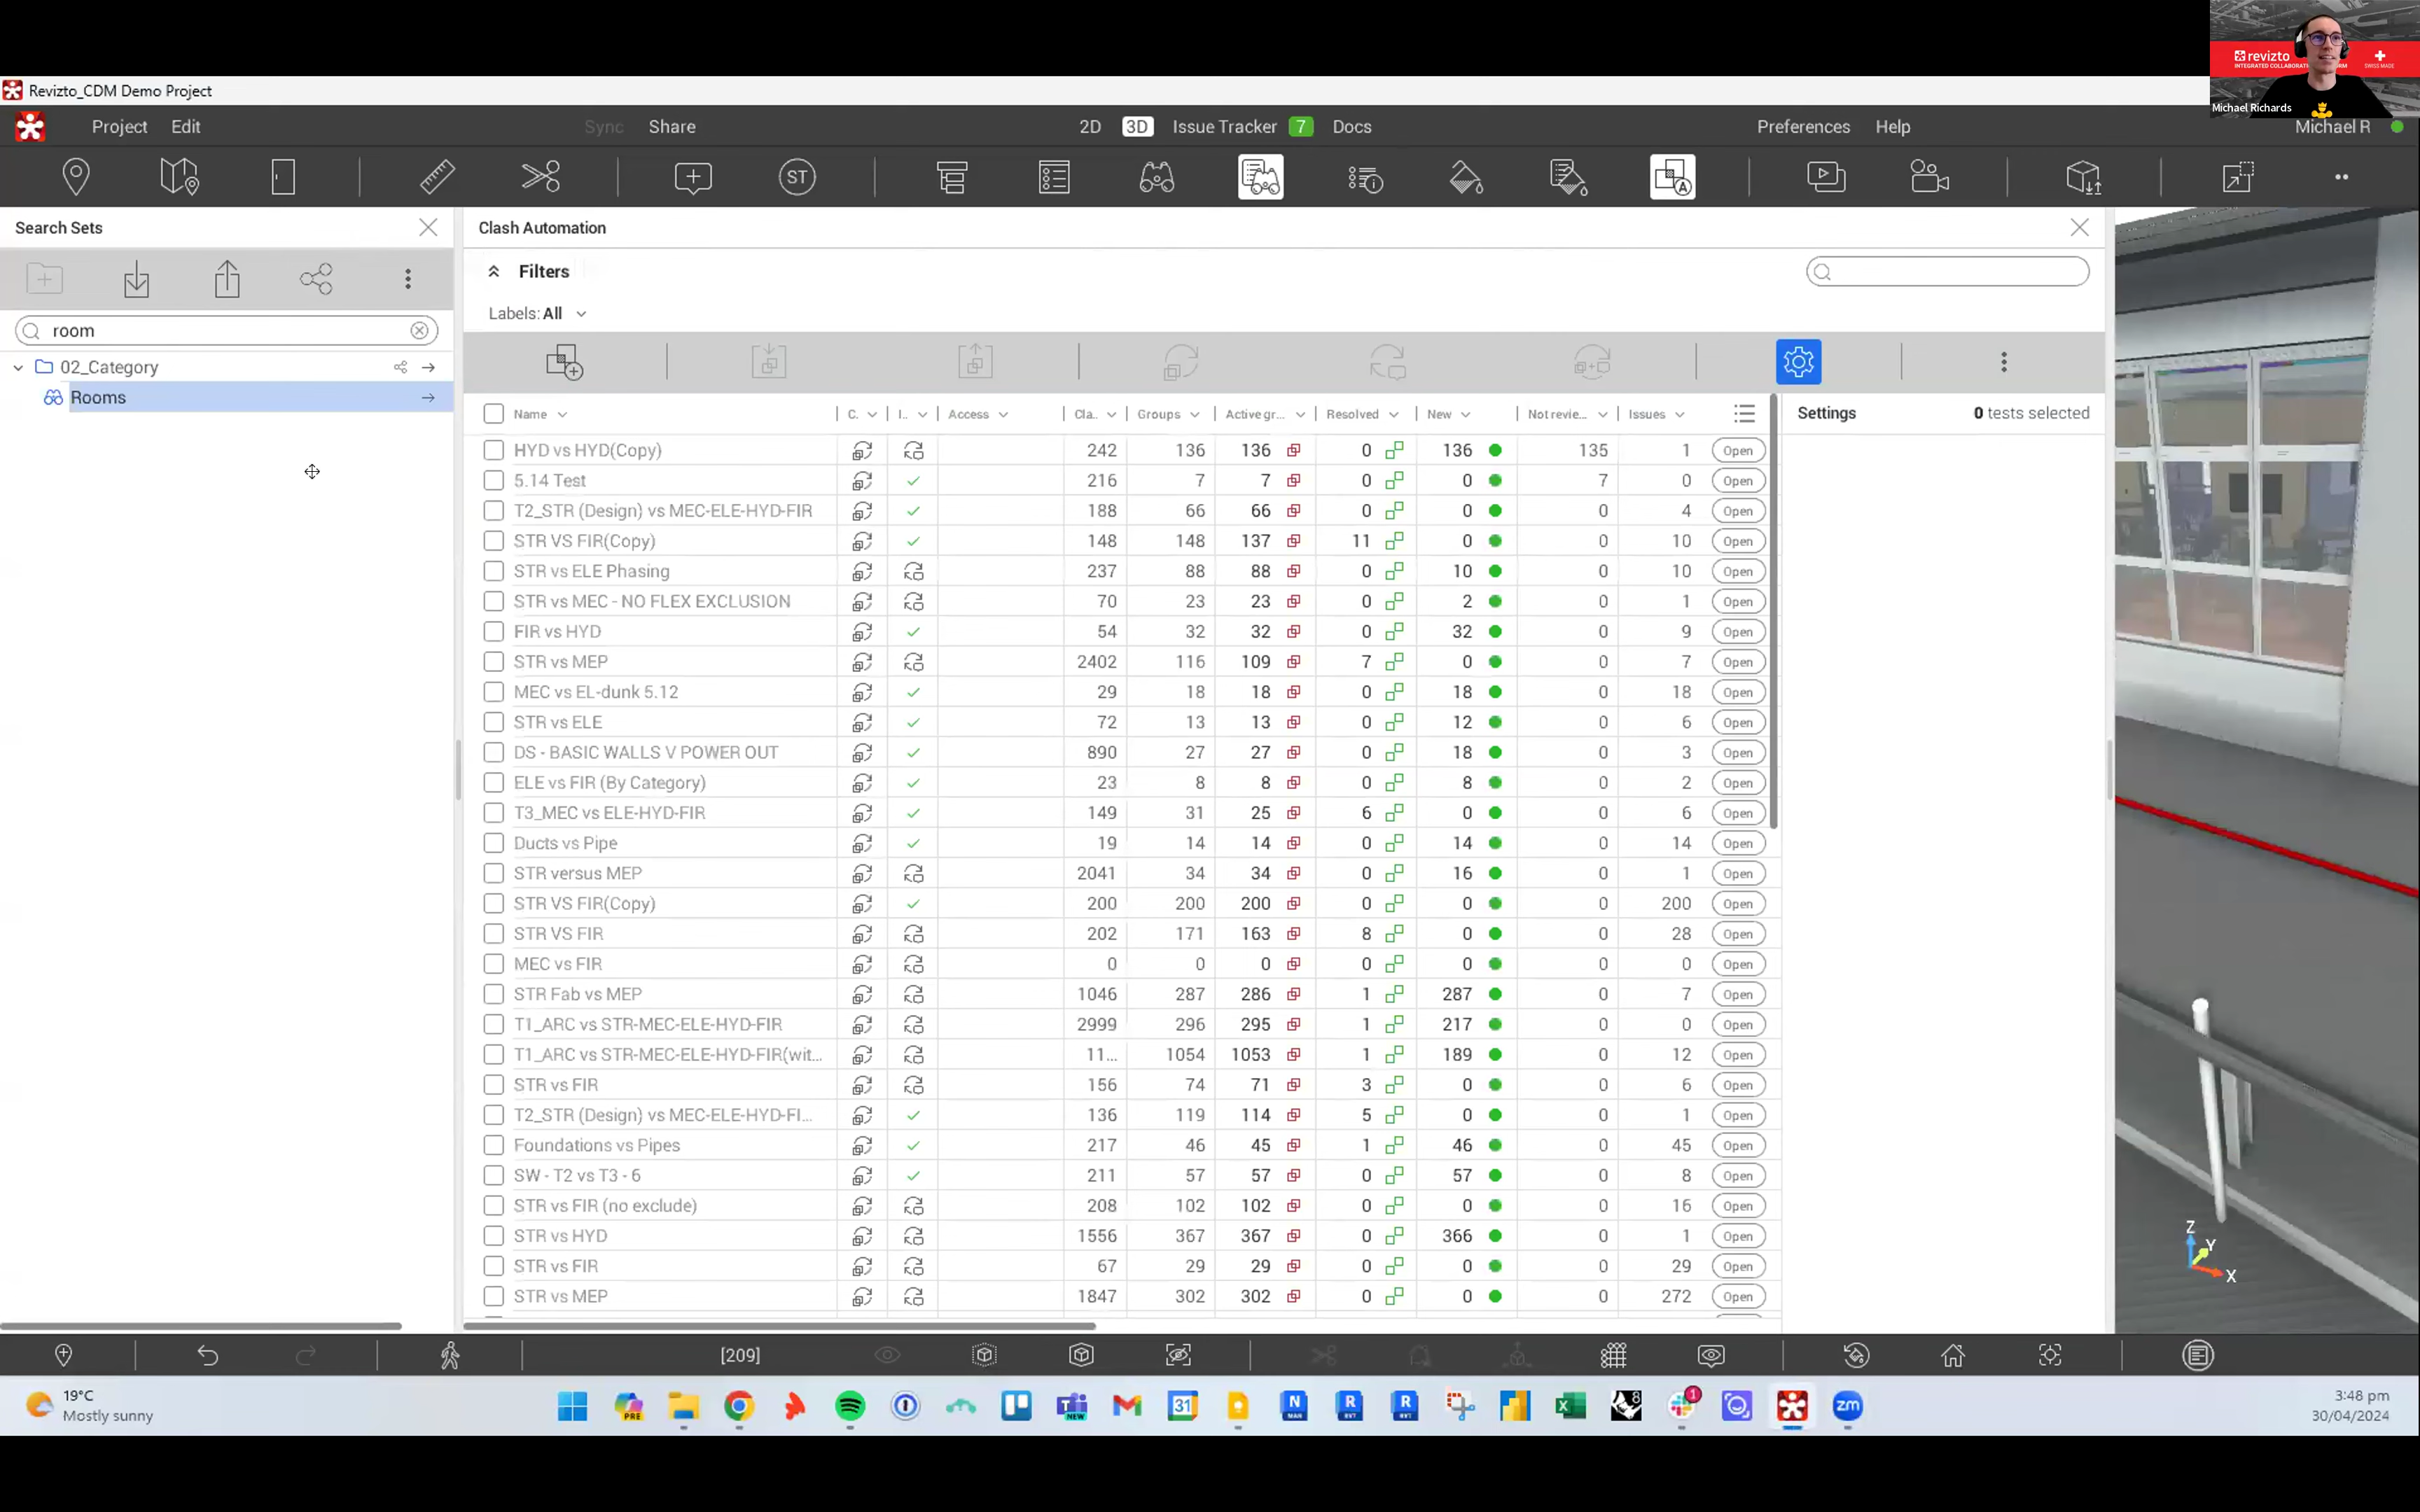 revizto
INTEGRATED COLLABORATION PLATFORM
SWISS MADE
Michael Richards
Revizto_CDM Demo Project
Project Edit Sync Share 2D 3D Issue Tracker 7 Docs Preferences Help Michael R
ST
Search Sets
room
02_Category
Rooms
Clash Automation
Filters
Labels: All
Name C. I.. Access Cla.. Groups Active gr... Resolved New Not revie... Issues
HYD vs HYD(Copy) 242 136 136 0 136 135 1 Open
5.14 Test 216 7 7 0 0 7 0 Open
T2_STR (Design) vs MEC-ELE-HYD-FIR 188 66 66 0 0 0 4 Open
STR VS FIR(Copy) 148 148 137 11 0 0 10 Open
STR vs ELE Phasing 237 88 88 0 10 0 10 Open
STR vs MEC - NO FLEX EXCLUSION 70 23 23 0 2 0 1 Open
FIR vs HYD 54 32 32 0 32 0 9 Open
STR vs MEP 2402 116 109 7 0 0 7 Open
MEC vs EL-dunk 5.12 29 18 18 0 18 0 18 Open
STR vs ELE 72 13 13 0 12 0 6 Open
DS - BASIC WALLS V POWER OUT 890 27 27 0 18 0 3 Open
ELE vs FIR (By Category) 23 8 8 0 8 0 2 Open
T3_MEC vs ELE-HYD-FIR 149 31 25 6 0 0 6 Open
Ducts vs Pipe 19 14 14 0 14 0 14 Open
STR versus MEP 2041 34 34 0 16 0 1 Open
STR VS FIR(Copy) 200 200 200 0 0 0 200 Open
STR VS FIR 202 171 163 8 0 0 28 Open
MEC vs FIR 0 0 0 0 0 0 0 Open
STR Fab vs MEP 1046 287 286 1 287 0 7 Open
T1_ARC vs STR-MEC-ELE-HYD-FIR 2999 296 295 1 217 0 0 Open
T1_ARC vs STR-MEC-ELE-HYD-FIR(wit... 11... 1054 1053 1 189 0 12 Open
STR vs FIR 156 74 71 3 0 0 6 Open
T2_STR (Design) vs MEC-ELE-HYD-FI... 136 119 114 5 0 0 1 Open
Foundations vs Pipes 217 46 45 1 46 0 45 Open
SW - T2 vs T3 - 6 211 57 57 0 57 0 8 Open
STR vs FIR (no exclude) 208 102 102 0 0 0 16 Open
STR vs HYD 1556 367 367 0 366 0 1 Open
STR vs FIR 67 29 29 0 0 0 29 Open
STR vs MEP 1847 302 302 0 0 0 272 Open
Settings 0 tests selected
Z
Y
X
[209]
19°C
Mostly sunny
PRE
NEW
31
N
MAN
R
RVT
R
RVT
8
1
zm
3:48 pm
30/04/2024